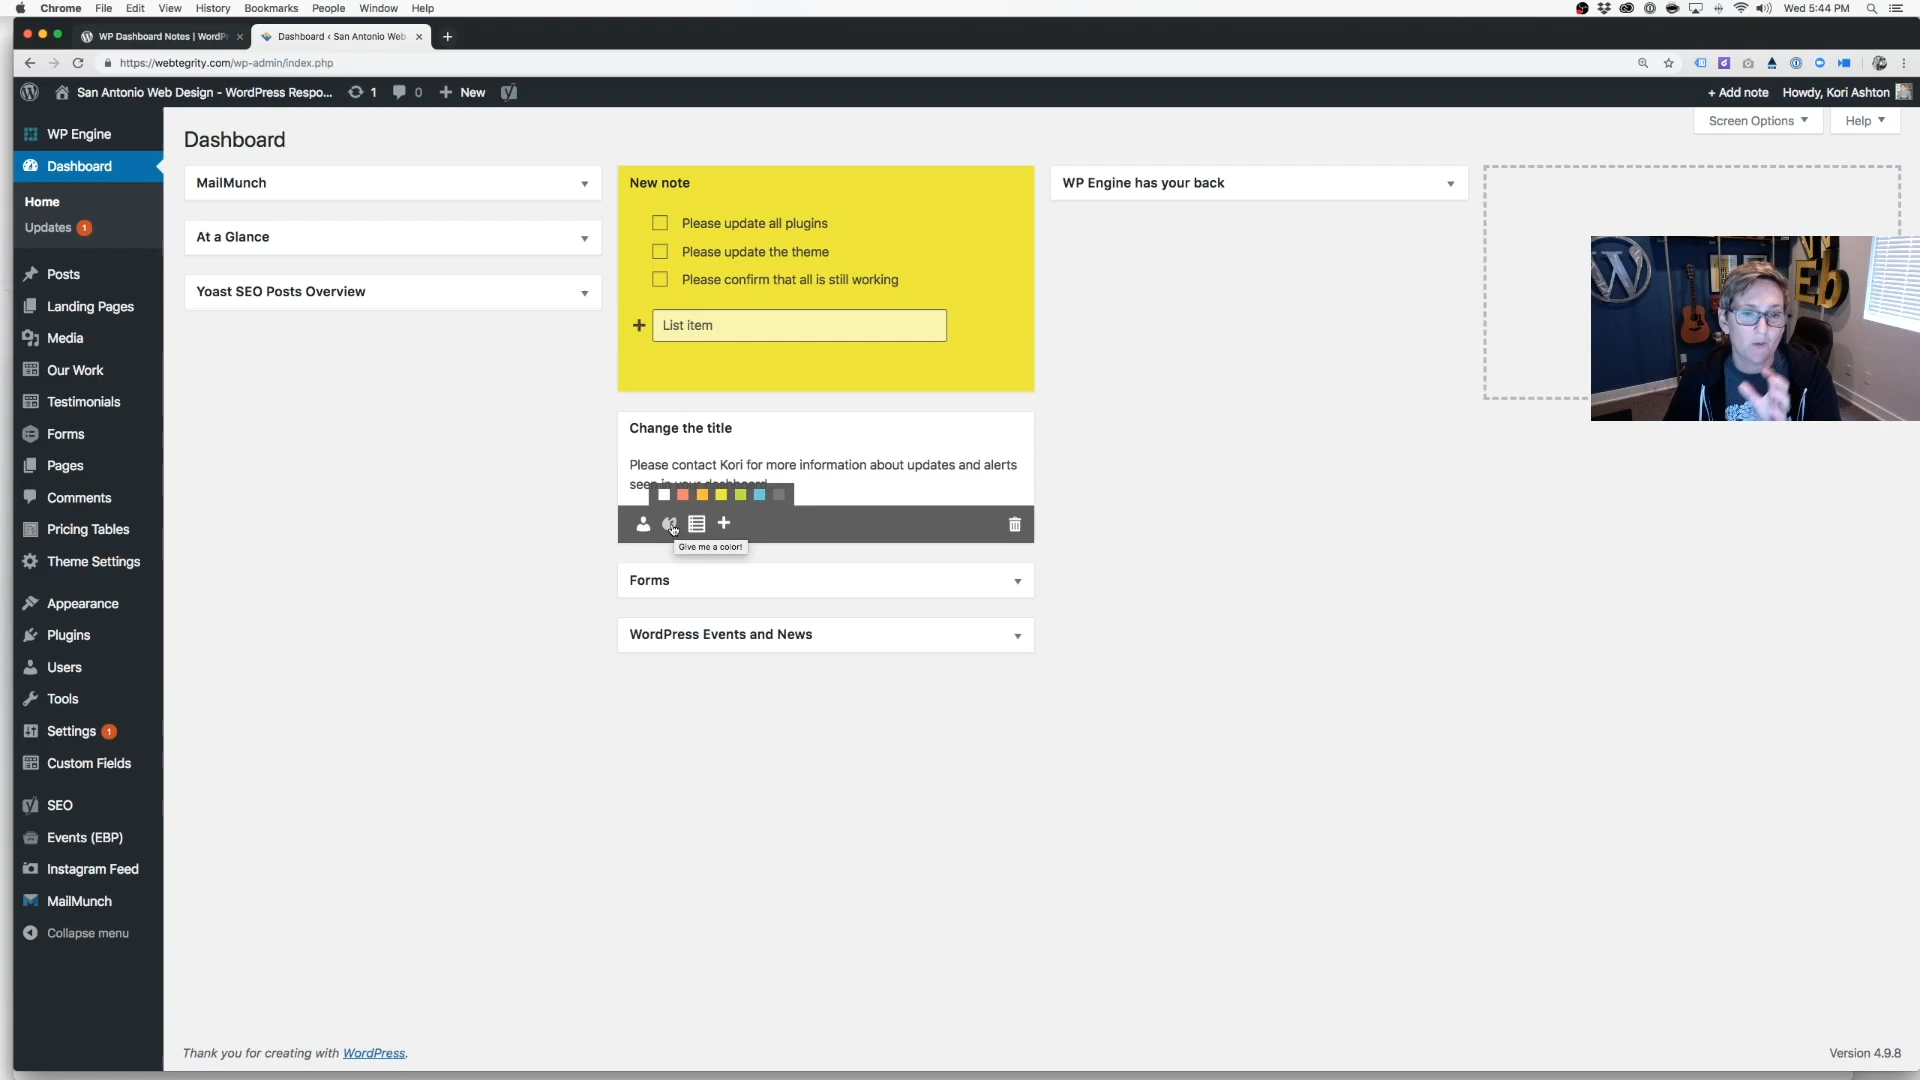 Chrome File Edit View History Bookmarks People Window Help
Wed 5:44 PM
WP Dashboard Notes | WordPr
Dashboard ‹ San Antonio Web
https://webtegrity.com/wp-admin/index.php
San Antonio Web Design - WordPress Respo... 1 0 + New
+ Add note Howdy, Kori Ashton
WP Engine
Dashboard
Home
Updates 1
Posts
Landing Pages
Media
Our Work
Testimonials
Forms
Pages
Comments
Pricing Tables
Theme Settings
Appearance
Plugins
Users
Tools
Settings 1
Custom Fields
SEO
Events (EBP)
Instagram Feed
MailMunch
Collapse menu
Dashboard
Screen Options
Help
MailMunch
At a Glance
Yoast SEO Posts Overview
New note
Please update all plugins
Please update the theme
Please confirm that all is still working
+ List item
Change the title
Please contact Kori for more information about updates and alerts
seen in your dashboard
Give me a color!
Forms
WordPress Events and News
WP Engine has your back
Eb
Thank you for creating with WordPress.
Version 4.9.8